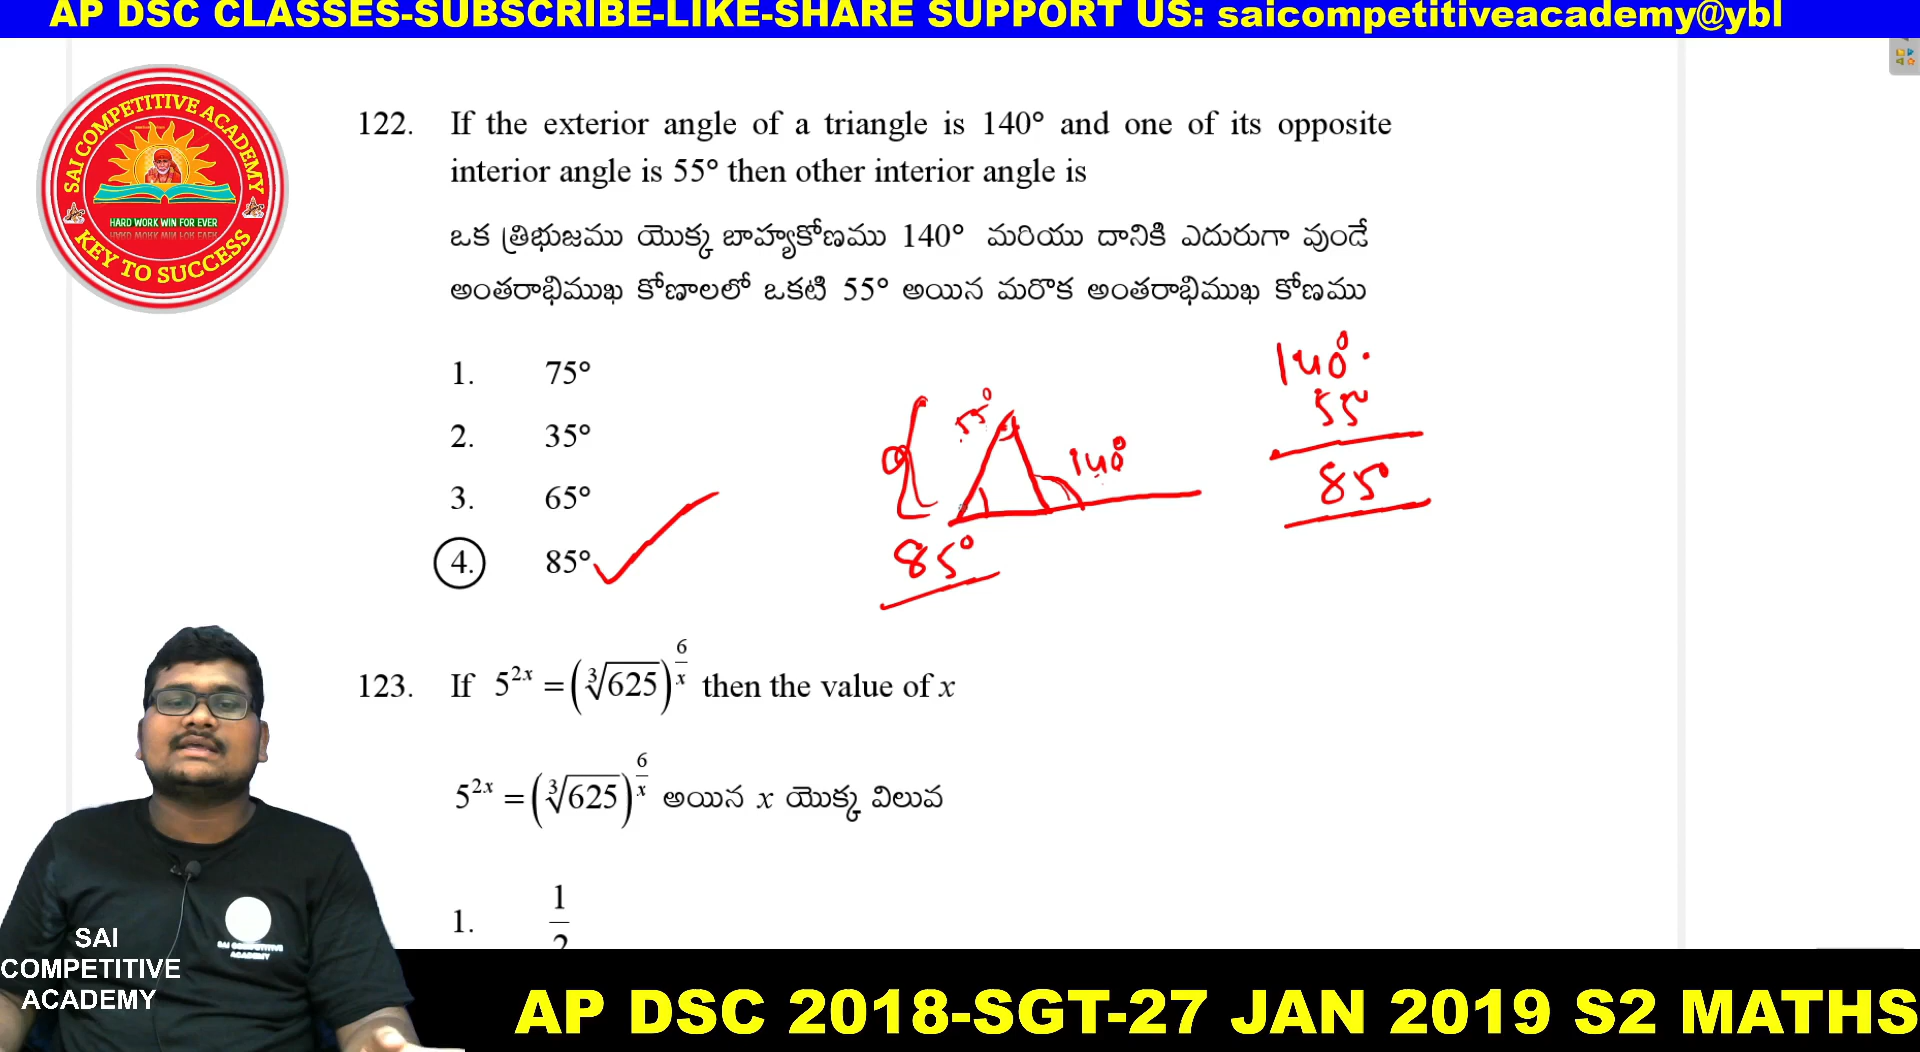 AP DSC CLASSES-SUBSCRIBE-LIKE-SHARE SUPPORT US: saicompetitiveacademy@ybl
SAI COMPETITIVE ACADEMY
HARD WORK WIN FOR EVER
KEY TO SUCCESS
122. If the exterior angle of a triangle is 140° and one of its opposite
interior angle is 55° then other interior angle is
ఒక త్రిభుజము యొక్క బాహ్యకోణము 140° మరియు దానికి ఎదురుగా వుండే
అంతరాభిముఖ కోణాలలో ఒకటి 55° అయిన మరొక అంతరాభిముఖ కోణము
1. 75°
2. 35°
3. 65°
4. 85°
55°
140°
85°
140°
55°
85°
123. If 5^{2x} = (∛625)^{6/x} then the value of x
5^{2x} = (∛625)^{6/x} అయిన x యొక్క విలువ
1. 1/2
SAI COMPETITIVE
ACADEMY
SAI
COMPETITIVE
ACADEMY
AP DSC 2018-SGT-27 JAN 2019 S2 MATHS